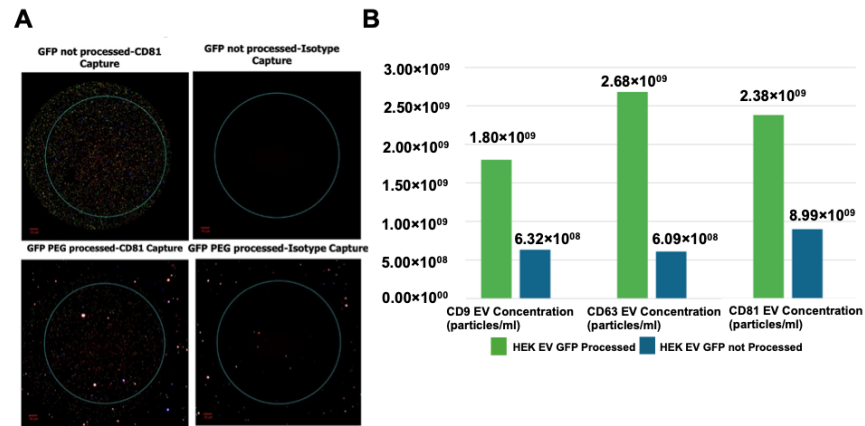 A
GFP not processed-CD81
Capture
GFP not processed-Isotype
Capture
GFP PEG processed-CD81 Capture
GFP PEG processed-Isotype Capture
B
3.00×10⁰⁹
2.50×10⁰⁹
2.00×10⁰⁹
1.50×10⁰⁹
1.00×10⁰⁹
5.00×10⁰⁸
0.00×10⁰⁰
1.80×10⁰⁹
6.32×10⁰⁸
2.68×10⁰⁹
6.09×10⁰⁸
2.38×10⁰⁹
8.99×10⁰⁹
CD9 EV Concentration
(particles/ml)
CD63 EV Concentration
(particles/ml)
CD81 EV Concentration
(particles/ml)
HEK EV GFP Processed
HEK EV GFP not Processed